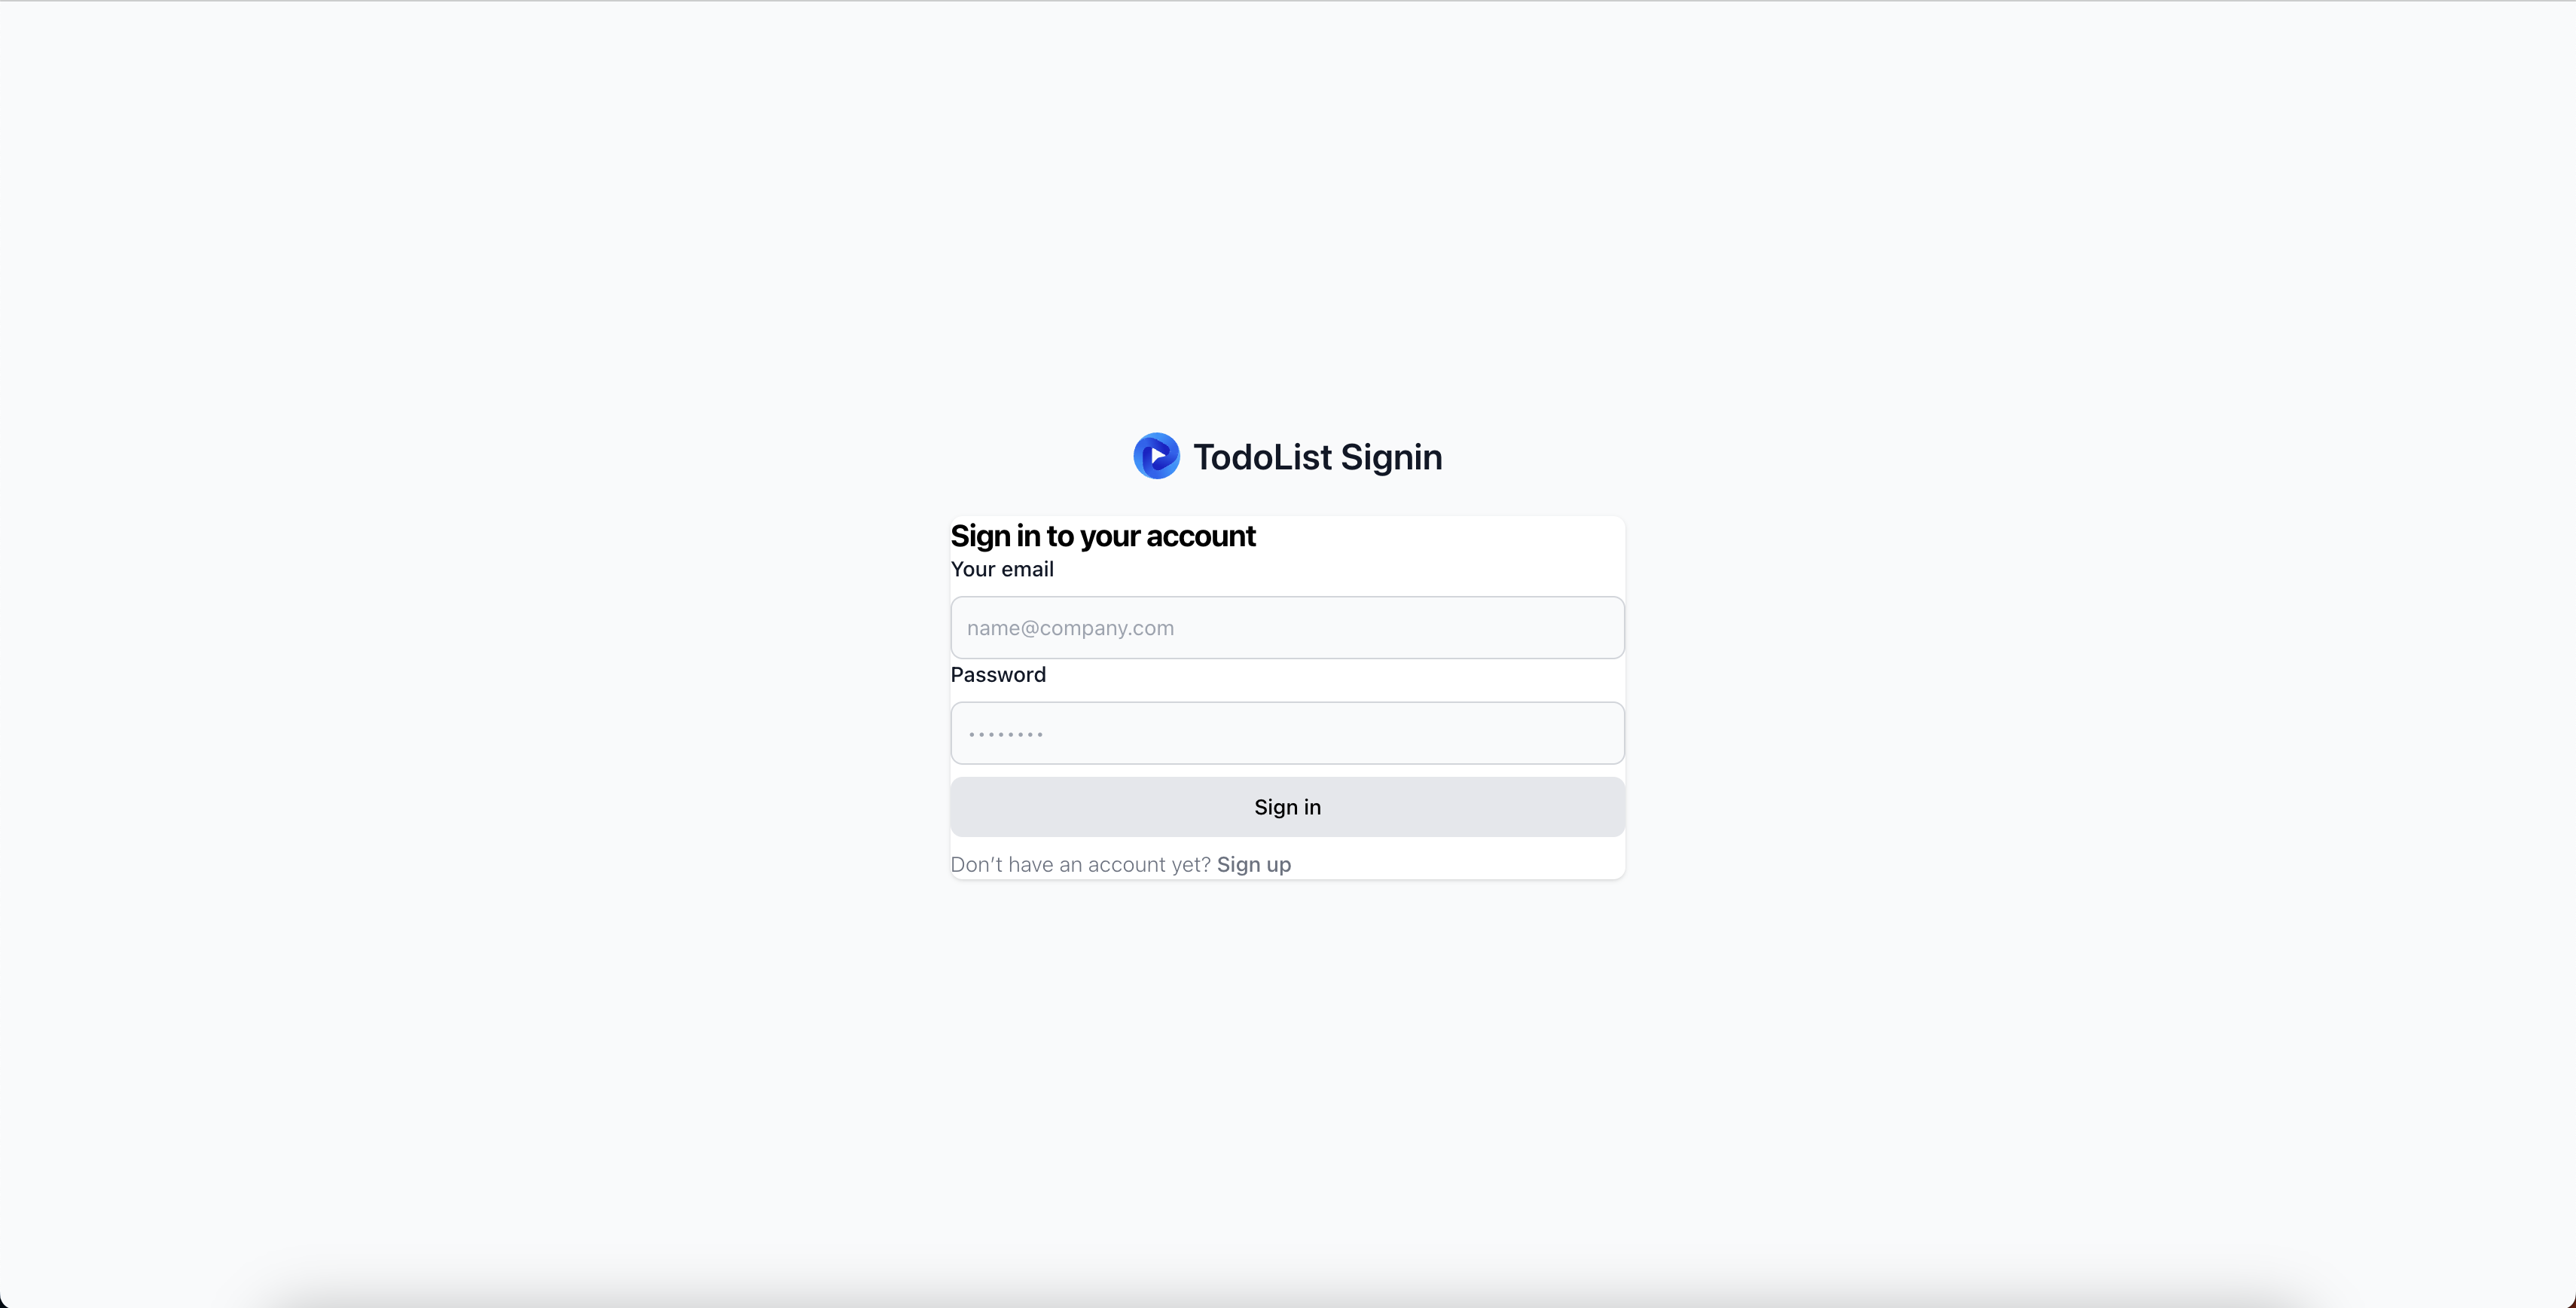 TodoList Signin
Sign in to your account
Your email
name@company.com
Password
••••••••
Sign in
Don’t have an account yet? Sign up